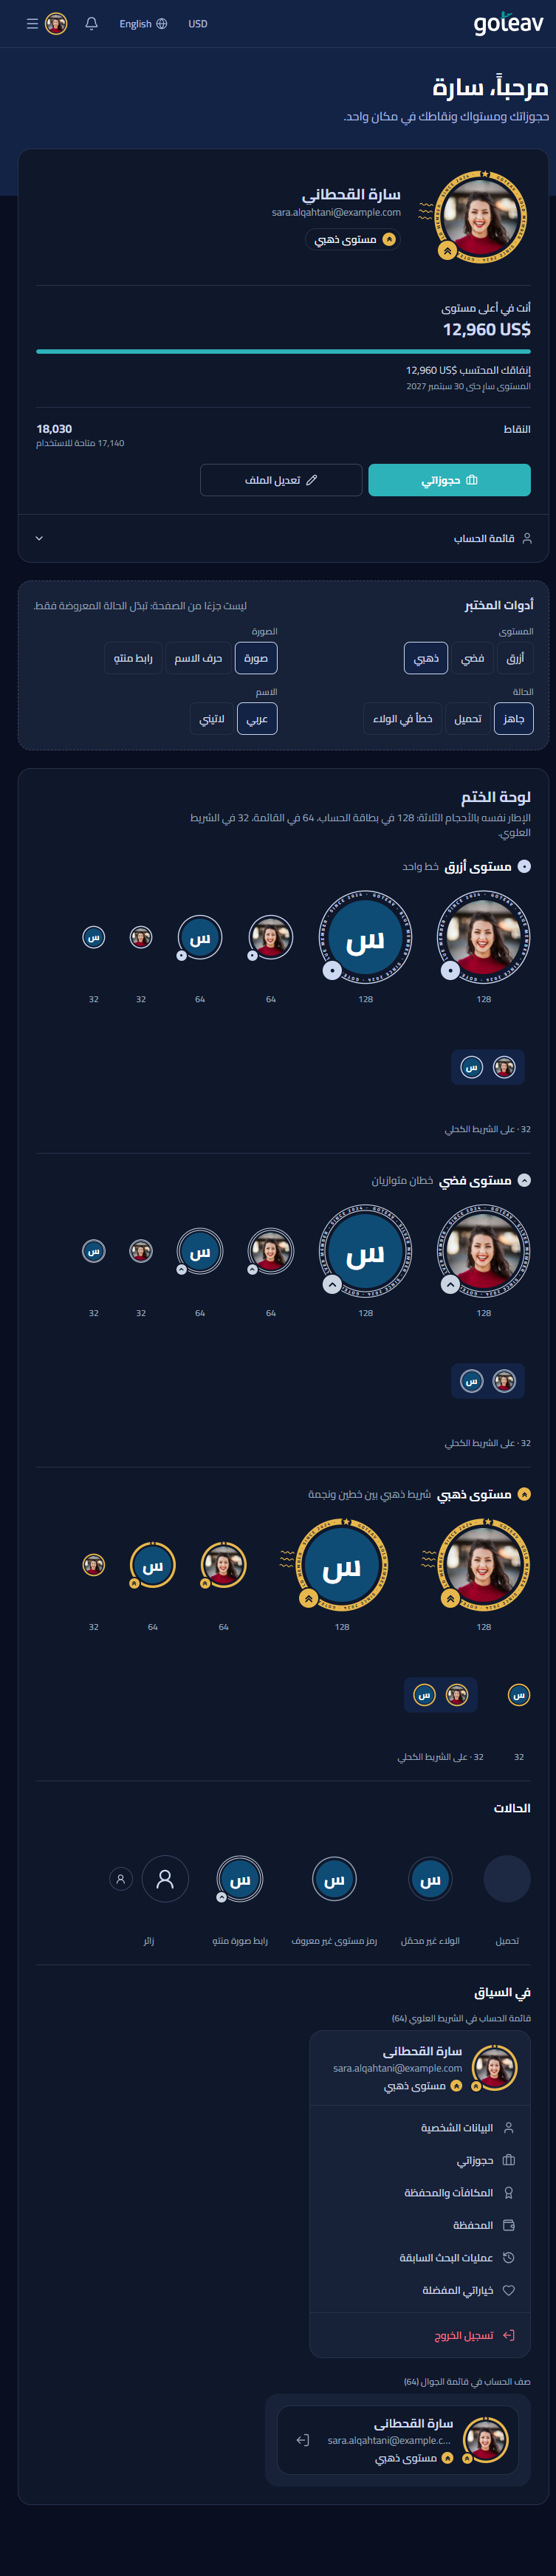 goteav
USD
English
مرحباً، سارة
حجوزاتك ومستواك ونقاطك في مكان واحد.
سارة القحطاني
sara.alqahtani@example.com
مستوى ذهبي
أنت في أعلى مستوى
12,960 US$
إنفاقك المحتسب 12,960 US$
المستوى سارٍ حتى 30 سبتمبر 2027
النقاط
18,030
17,140 متاحة للاستخدام
حجوزاتي
تعديل الملف
قائمة الحساب
أدوات المختبر
ليست جزءًا من الصفحة: تبدّل الحالة المعروضة فقط.
المستوى
أزرق
فضي
ذهبي
الصورة
صورة
حرف الاسم
رابط منتهٍ
الحالة
جاهز
تحميل
خطأ في الولاء
الاسم
عربي
لاتيني
لوحة الختم
الإطار نفسه بالأحجام الثلاثة: 128 في بطاقة الحساب، 64 في القائمة، 32 في الشريط
العلوي.
مستوى أزرق خط واحد
س س س
128 128 64 64 32 32
س
32 · على الشريط الكحلي
مستوى فضي خطان متوازيان
س س س
128 128 64 64 32 32
س
32 · على الشريط الكحلي
مستوى ذهبي شريط ذهبي بين خطين ونجمة
س س
128 128 64 64 32
س س
32 32 · على الشريط الكحلي
الحالات
س س س
تحميل
الولاء غير محمّل
رمز مستوى غير معروف
رابط صورة منتهٍ
زائر
في السياق
قائمة الحساب في الشريط العلوي (64)
سارة القحطاني
sara.alqahtani@example.com
مستوى ذهبي
البيانات الشخصية
حجوزاتي
المكافآت والمحفظة
المحفظة
عمليات البحث السابقة
خياراتي المفضلة
تسجيل الخروج
صف الحساب في قائمة الجوال (64)
سارة القحطاني
sara.alqahtani@example.c...
مستوى ذهبي